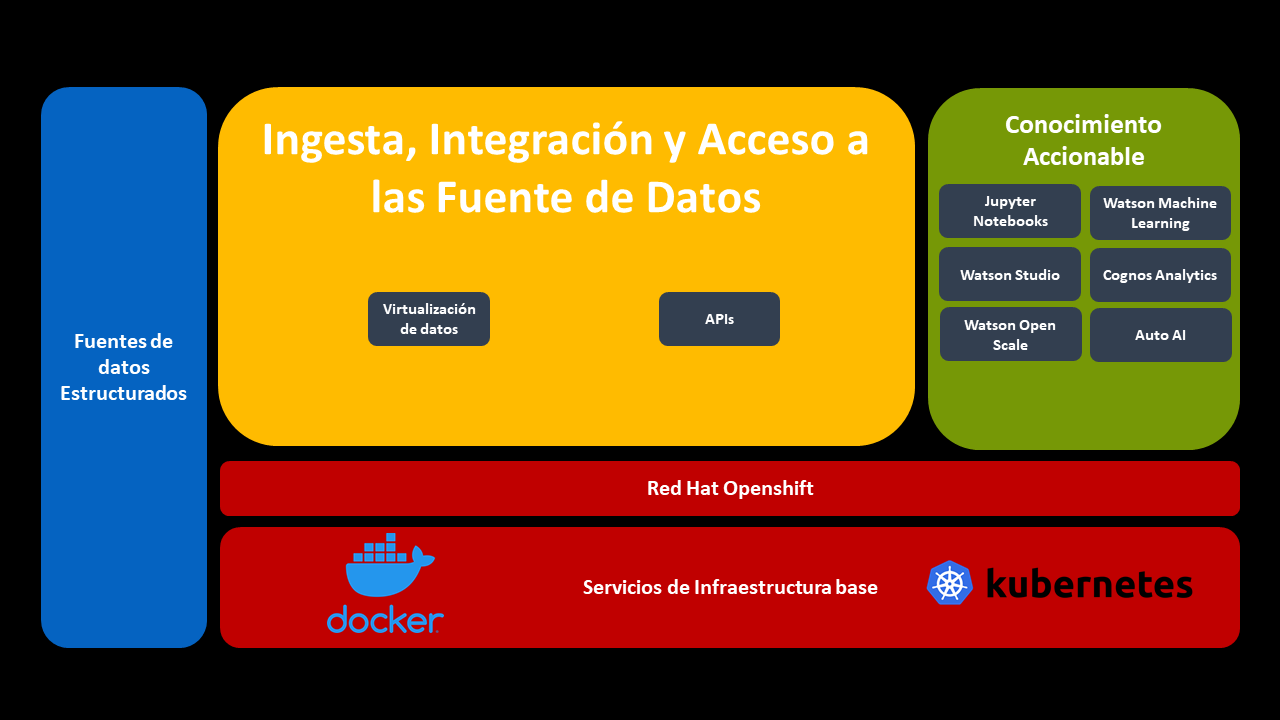 Fuentes de
datos
Estructurados
Ingesta, Integración y Acceso a
las Fuente de Datos
Virtualización
de datos
APIs
Conocimiento
Accionable
Jupyter
Notebooks
Watson Machine
Learning
Watson Studio
Cognos Analytics
Watson Open
Scale
Auto AI
Red Hat Openshift
docker
Servicios de Infraestructura base
kubernetes